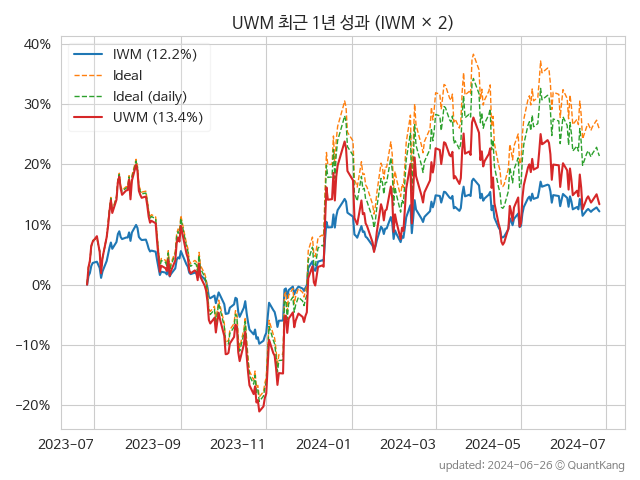 UWM 최근 1년 성과 (IWM × 2)
40%
30%
20%
10%
0%
−10%
−20%
IWM (12.2%)
Ideal
Ideal (daily)
UWM (13.4%)
2023-07 2023-09 2023-11 2024-01 2024-03 2024-05 2024-07
updated: 2024-06-26 © QuantKang